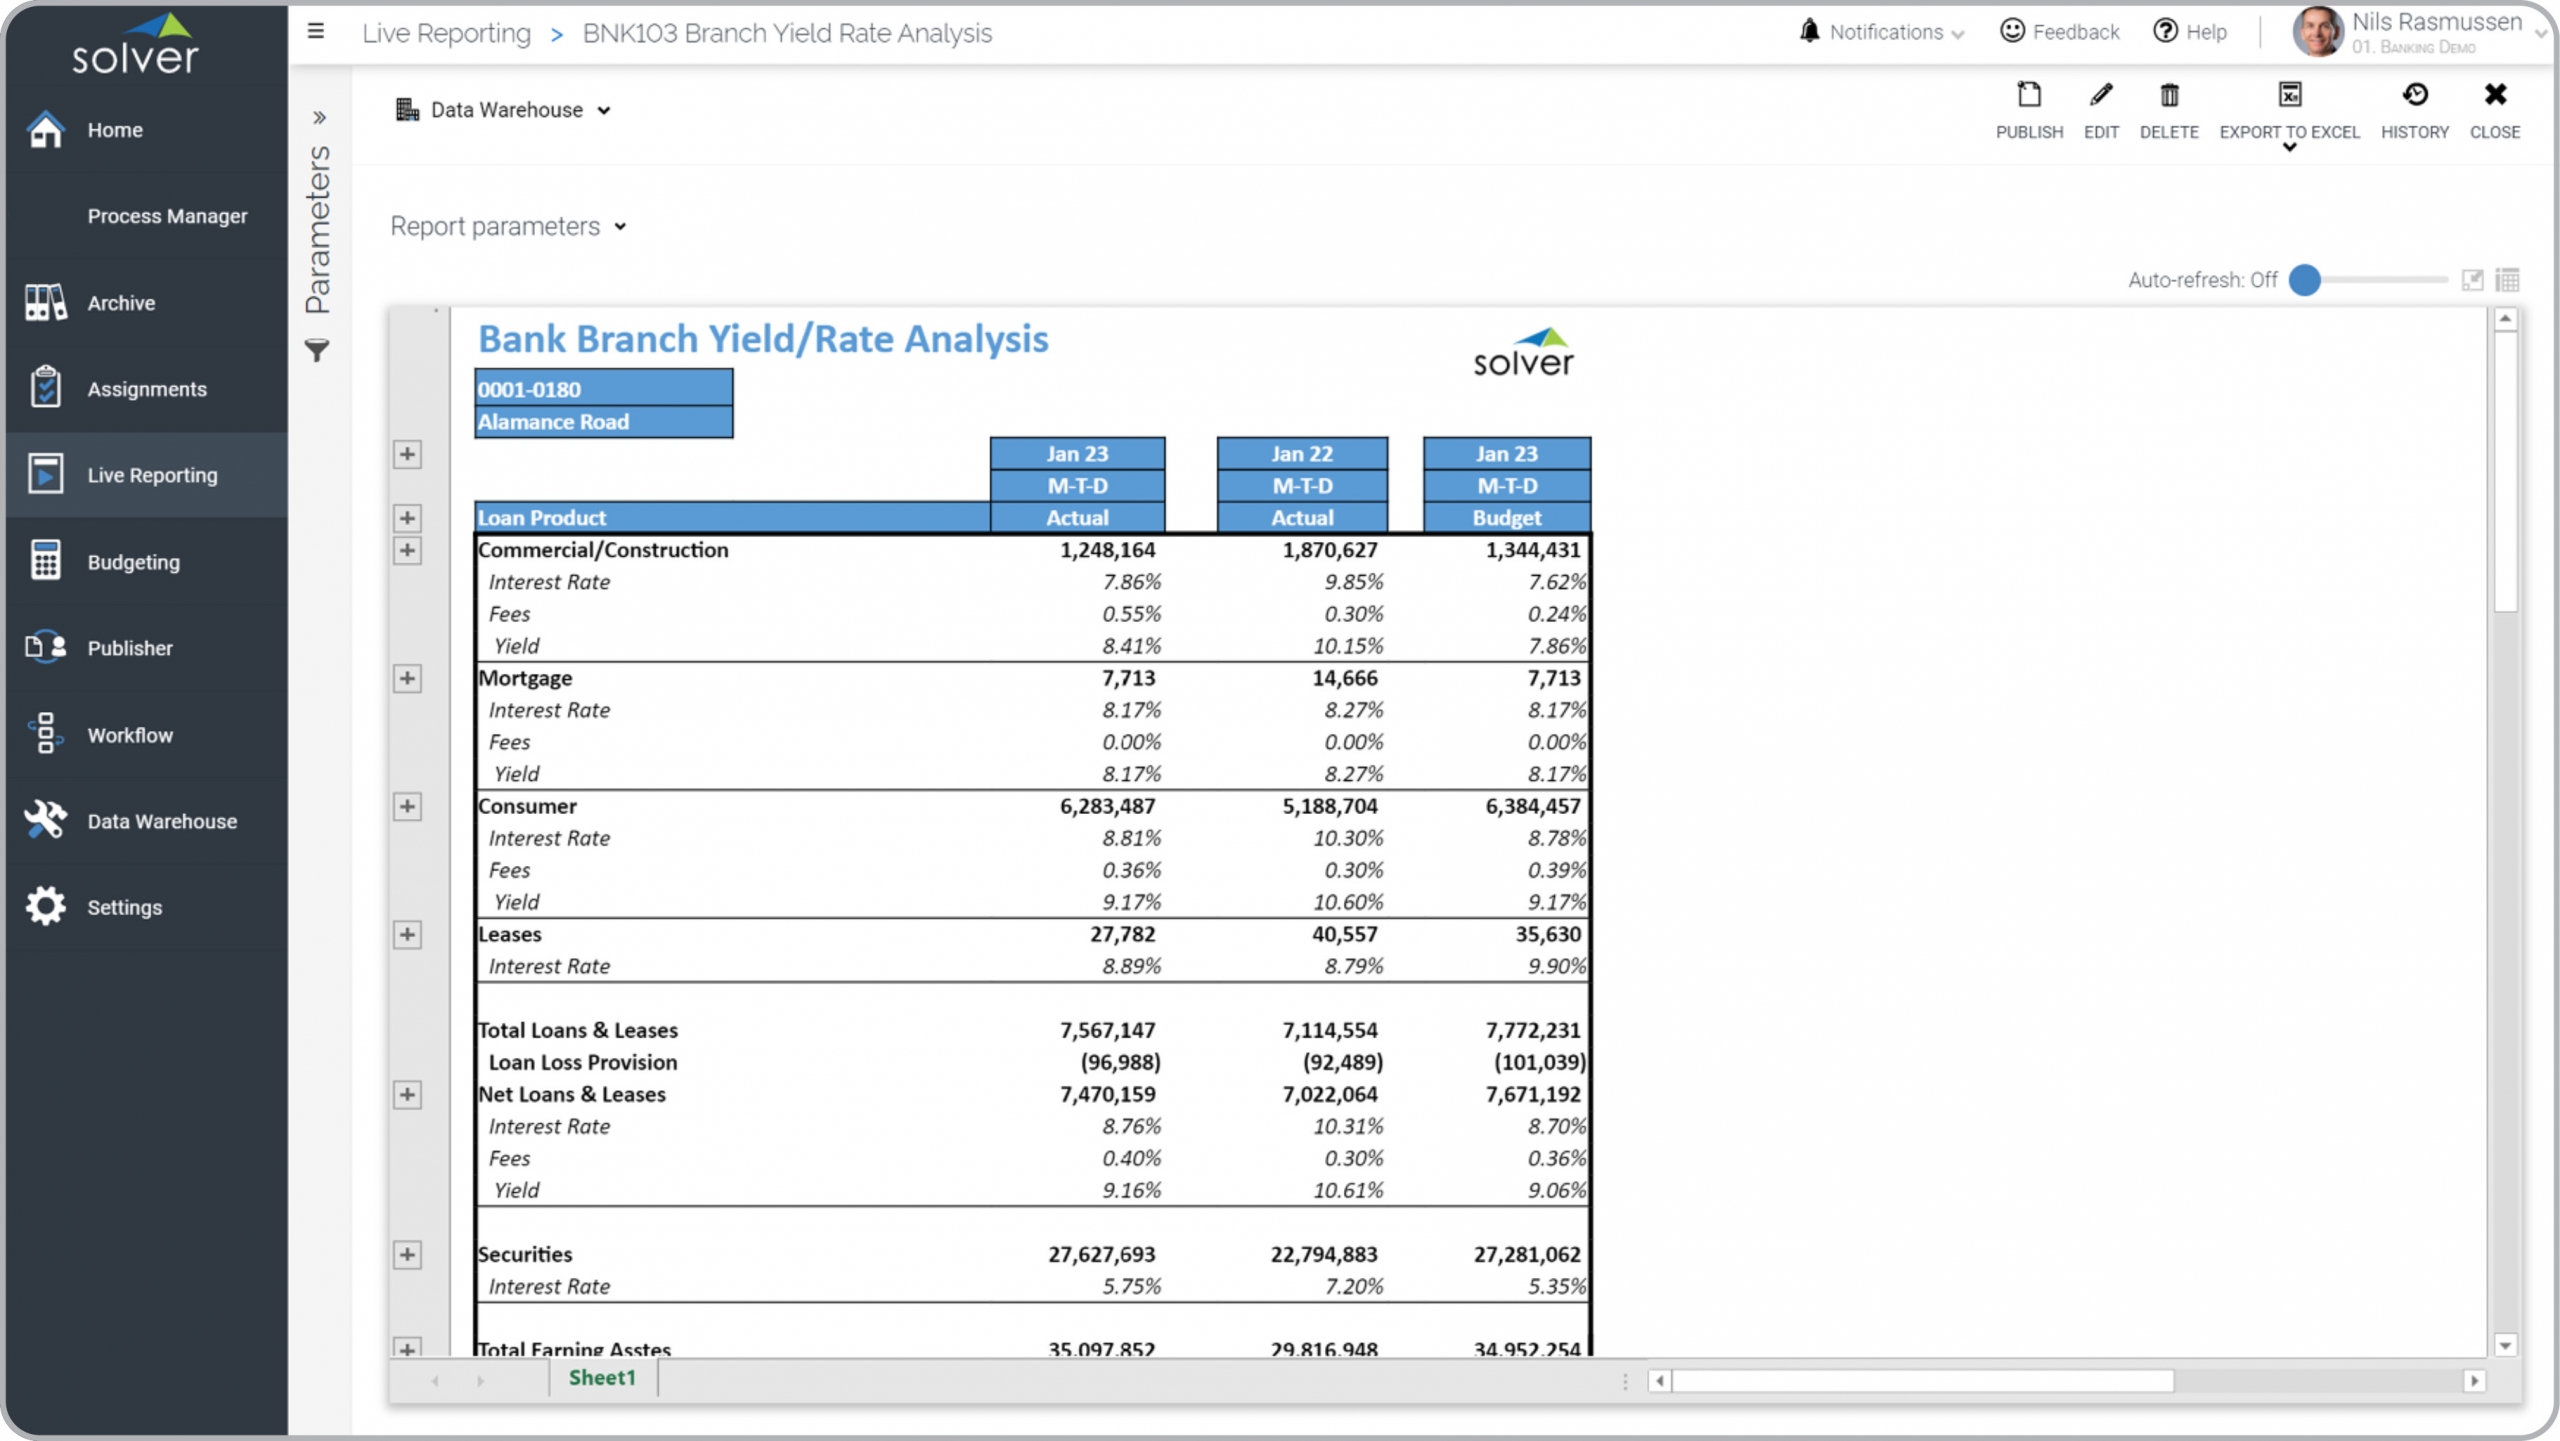 solver
Home
Process Manager
Archive
Assignments
Live Reporting
Budgeting
Publisher
Workflow
Data Warehouse
Settings
Live Reporting > BNK103 Branch Yield Rate Analysis
Notifications
Feedback
Help
Nils Rasmussen
01. Banking Demo
Parameters
Data Warehouse
PUBLISH EDIT DELETE EXPORT TO EXCEL HISTORY CLOSE
Report parameters
Auto-refresh: Off
Bank Branch Yield/Rate Analysis
solver
0001-0180
Alamance Road
Jan 23 Jan 22 Jan 23
M-T-D M-T-D M-T-D
Loan Product Actual Actual Budget
Commercial/Construction 1,248,164 1,870,627 1,344,431
Interest Rate 7.86% 9.85% 7.62%
Fees 0.55% 0.30% 0.24%
Yield 8.41% 10.15% 7.86%
Mortgage 7,713 14,666 7,713
Interest Rate 8.17% 8.27% 8.17%
Fees 0.00% 0.00% 0.00%
Yield 8.17% 8.27% 8.17%
Consumer 6,283,487 5,188,704 6,384,457
Interest Rate 8.81% 10.30% 8.78%
Fees 0.36% 0.30% 0.39%
Yield 9.17% 10.60% 9.17%
Leases 27,782 40,557 35,630
Interest Rate 8.89% 8.79% 9.90%
Total Loans & Leases 7,567,147 7,114,554 7,772,231
Loan Loss Provision (96,988) (92,489) (101,039)
Net Loans & Leases 7,470,159 7,022,064 7,671,192
Interest Rate 8.76% 10.31% 8.70%
Fees 0.40% 0.30% 0.36%
Yield 9.16% 10.61% 9.06%
Securities 27,627,693 22,794,883 27,281,062
Interest Rate 5.75% 7.20% 5.35%
Total Earning Asstes 35,097,852 29,816,948 34,952,254
Sheet1